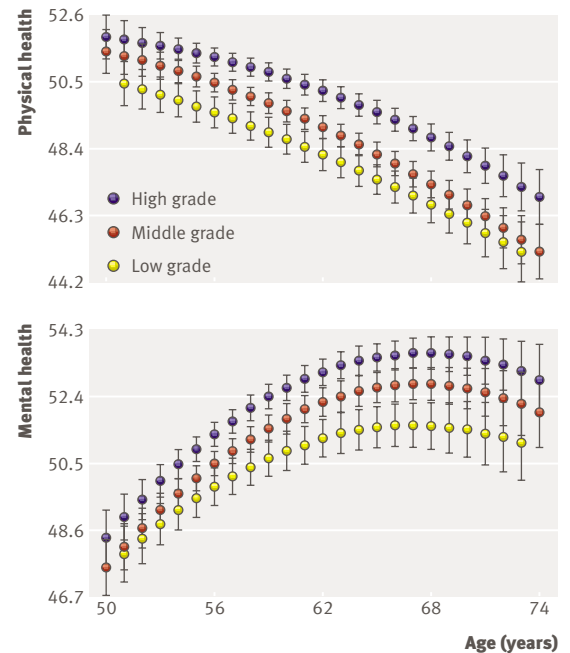 Physical health
52.6
50.5
48.4
46.3
44.2
High grade
Middle grade
Low grade
Mental health
54.3
52.4
50.5
48.6
46.7
50 56 62 68 74
Age (years)